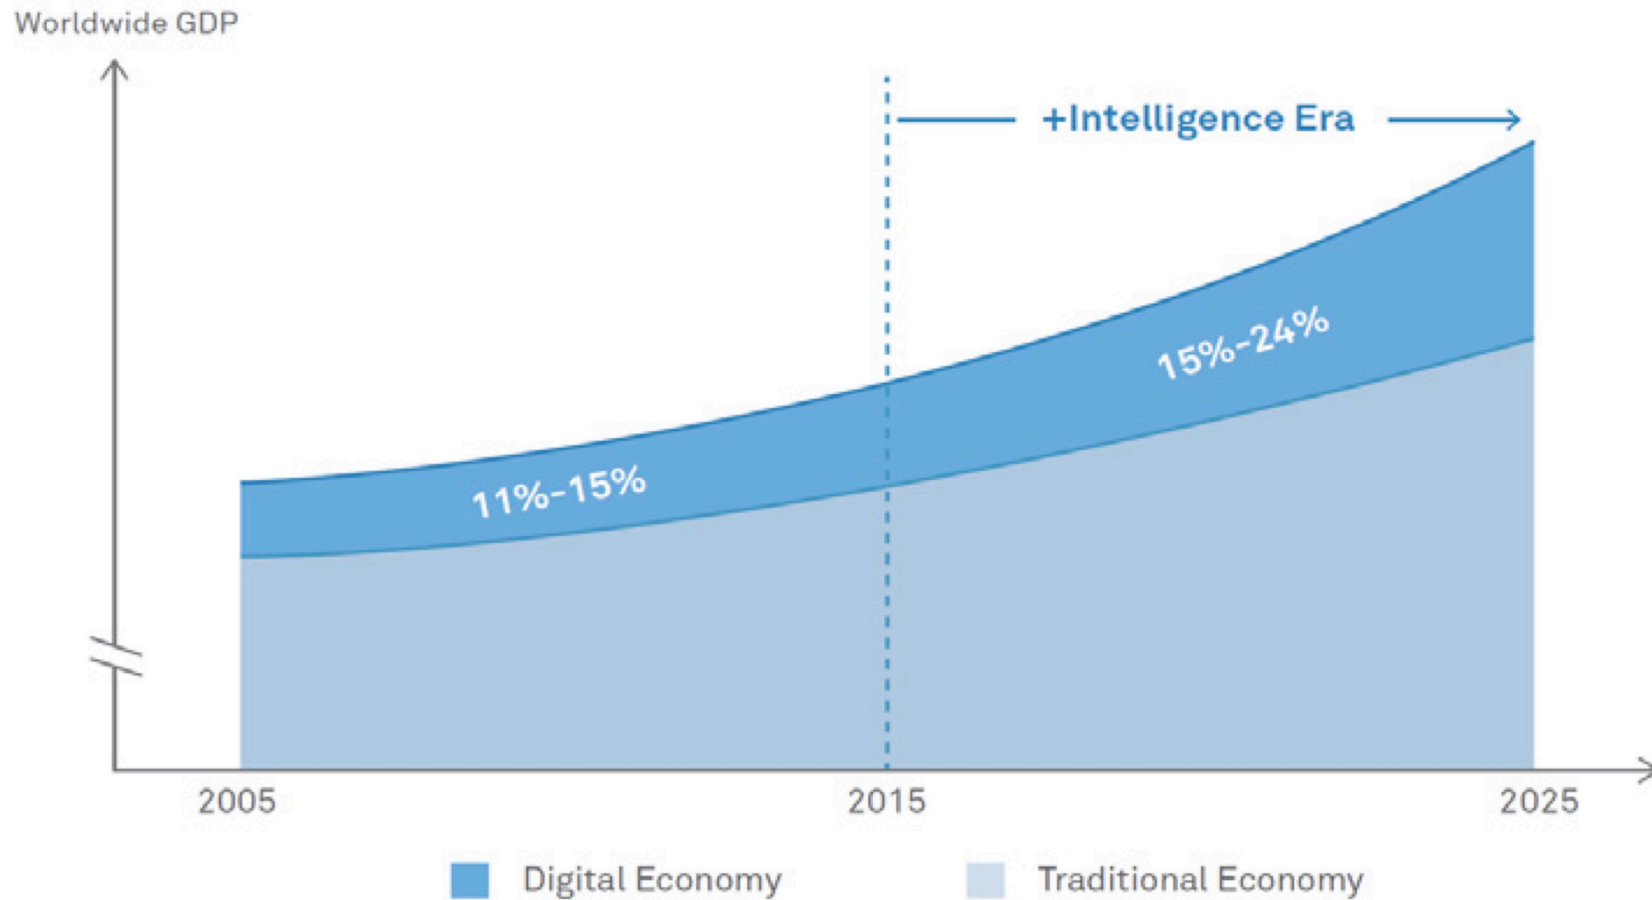 Worldwide GDP
+Intelligence Era
15%-24%
11%-15%
2005 2015 2025
Digital Economy Traditional Economy